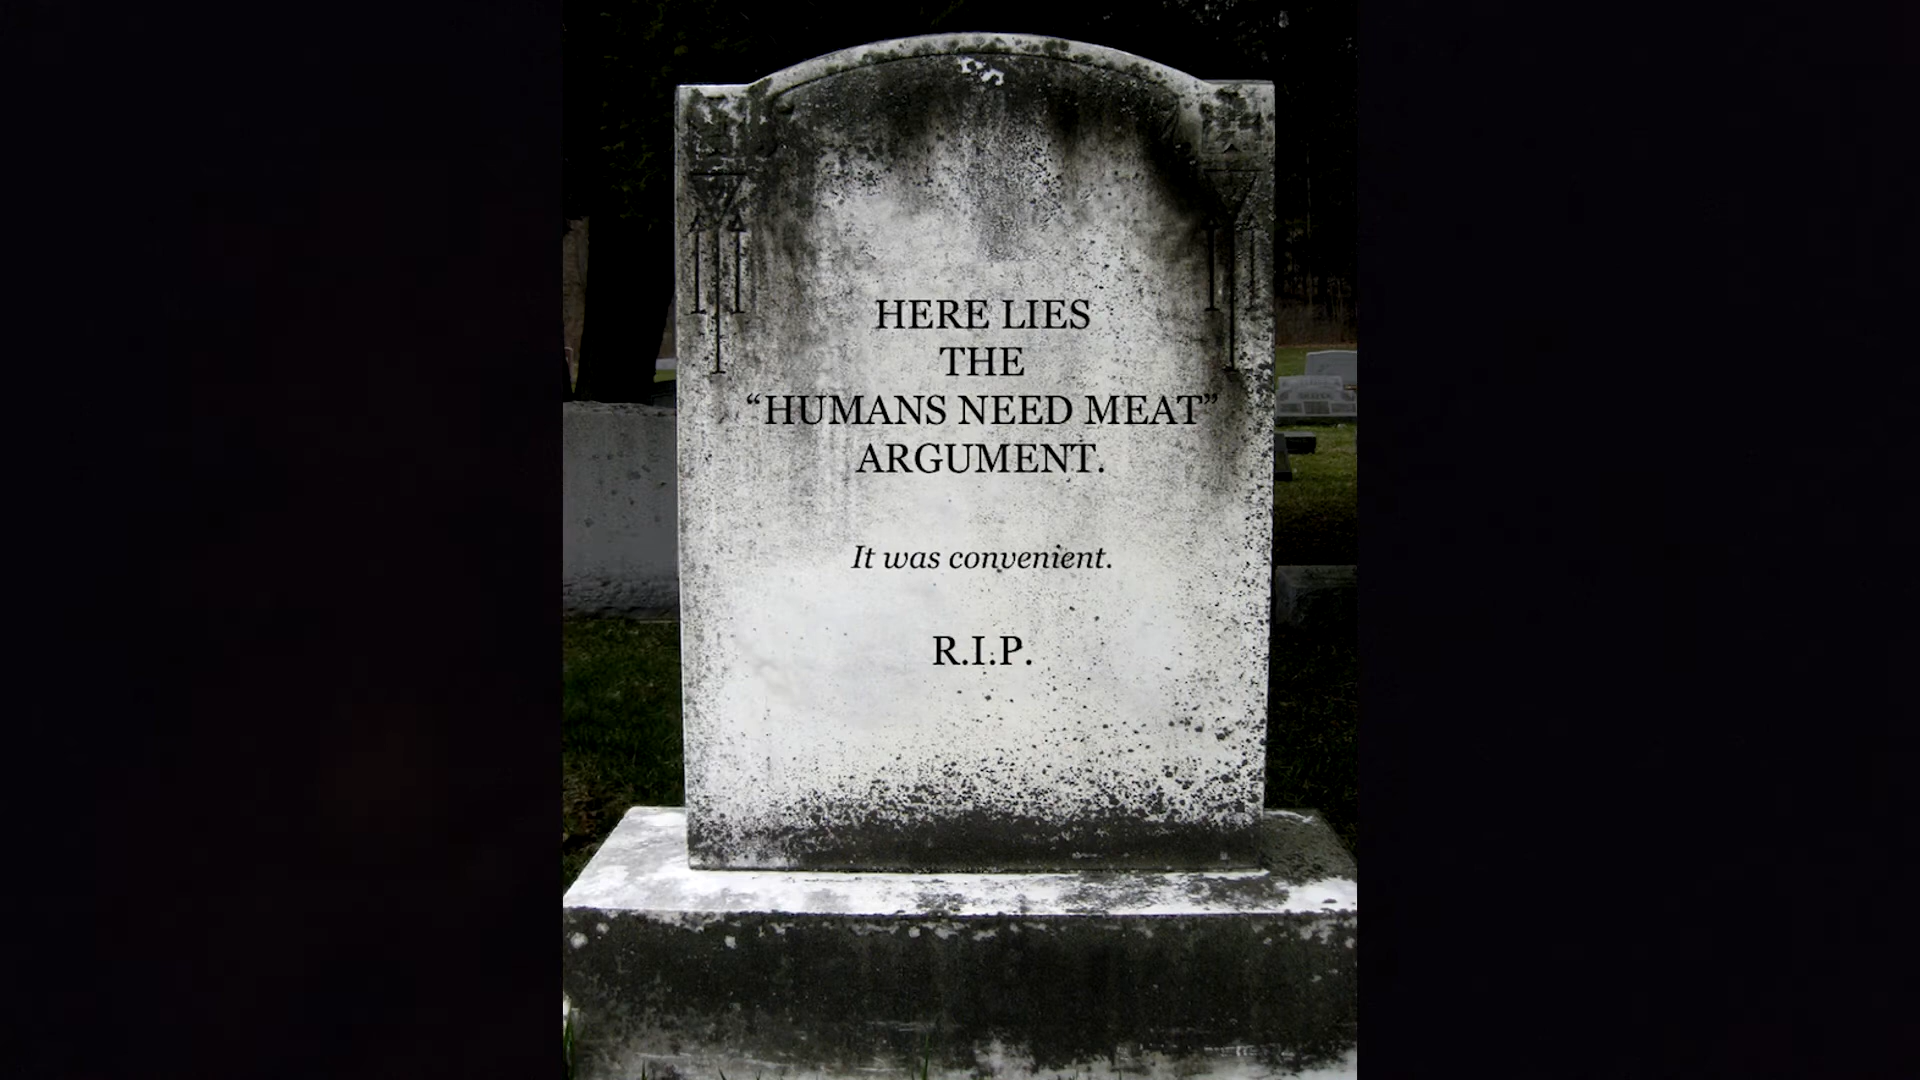 HERE LIES
THE
“HUMANS NEED MEAT”
ARGUMENT.
It was convenient.
R.I.P.